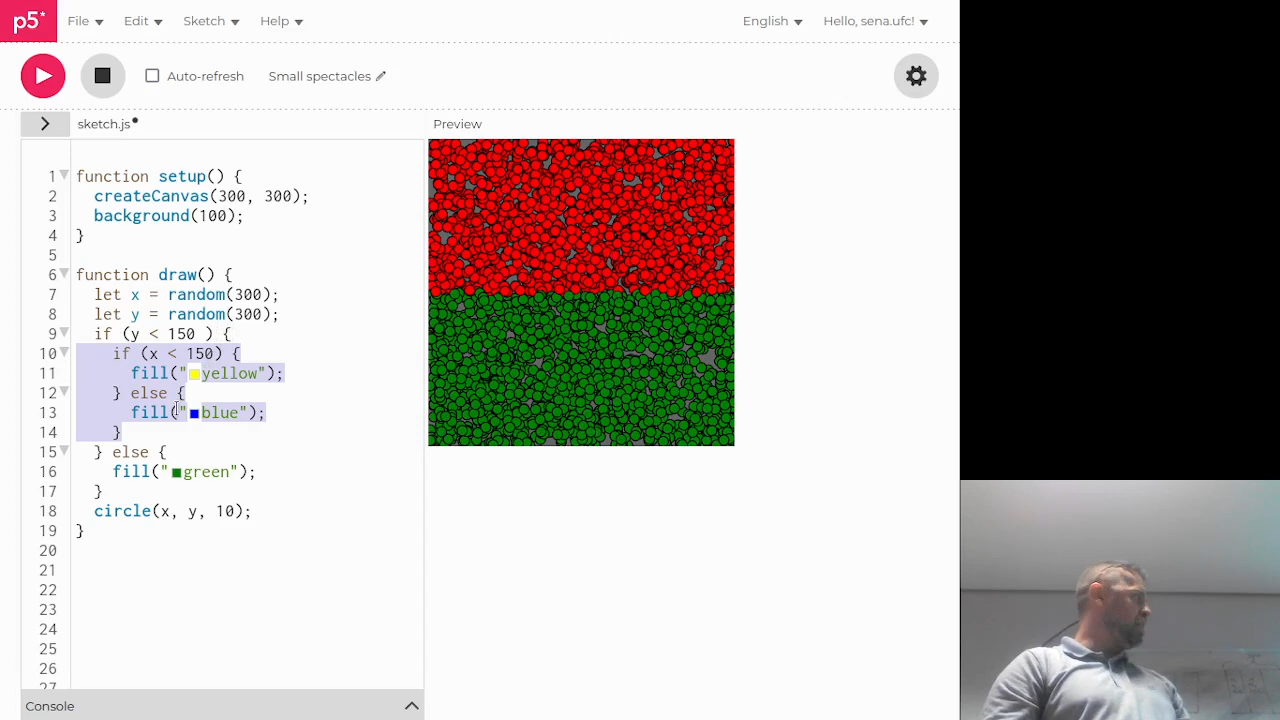 p5* File Edit Sketch Help English Hello, sena.ufc!
Auto-refresh Small spectacles
> sketch.js Preview
1 function setup() {
2 createCanvas(300, 300);
3 background(100);
4 }
5
6 function draw() {
7 let x = random(300);
8 let y = random(300);
9 if (y < 150 ) {
10 if (x < 150) {
11 fill("yellow");
12 } else {
13 fill("blue");
14 }
15 } else {
16 fill("green");
17 }
18 circle(x, y, 10);
19 }
20
21
22
23
24
25
26
27
Console